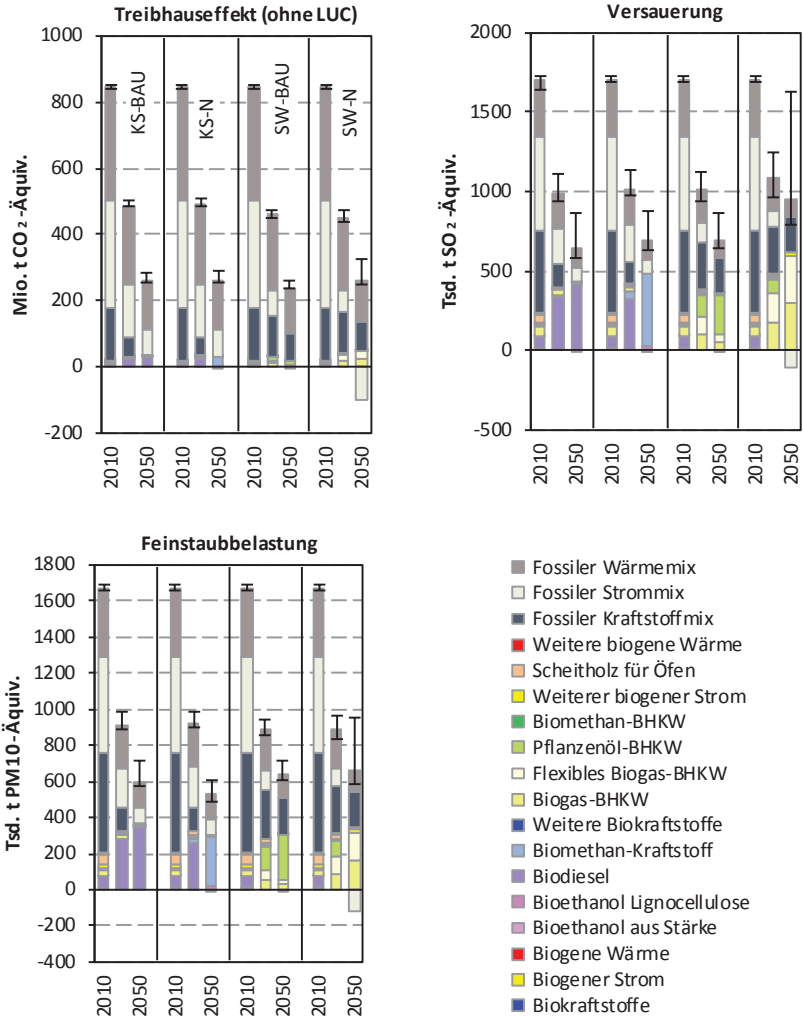 Treibhauseffekt (ohne LUC)
Mio. t CO2-Äquiv.
1000
800
600
400
200
0
-200
KS-BAU
KS-N
SW-BAU
SW-N
2010
2050
2010
2050
2010
2050
2010
2050
Versauerung
Tsd. t SO2-Äquiv.
2000
1500
1000
500
0
-500
2010
2050
2010
2050
2010
2050
2010
2050
Feinstaubbelastung
Tsd. t PM10-Äquiv.
1800
1600
1400
1200
1000
800
600
400
200
0
-200
-400
2010
2050
2010
2050
2010
2050
2010
2050
Fossiler Wärmemix
Fossiler Strommix
Fossiler Kraftstoffmix
Weitere biogene Wärme
Scheitholz für Öfen
Weiterer biogener Strom
Biomethan-BHKW
Pflanzenöl-BHKW
Flexibles Biogas-BHKW
Biogas-BHKW
Weitere Biokraftstoffe
Biomethan-Kraftstoff
Biodiesel
Bioethanol Lignocellulose
Bioethanol aus Stärke
Biogene Wärme
Biogener Strom
Biokraftstoffe